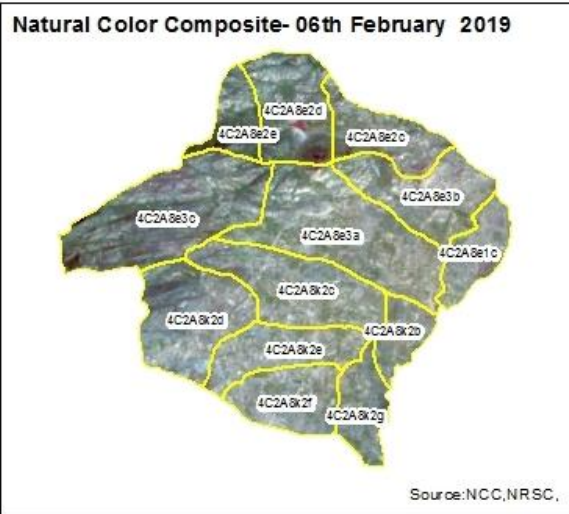 Natural Color Composite- 06th February 2019
4C2A8e2d
4C2A8e2e
4C2A8e2c
4C2A8e3b
4C2A8e3c
4C2A8e3a
4C2A8e1c
4C2A8k2c
4C2A8k2d
4C2A8k2b
4C2A8k2e
4C2A8k2f
4C2A8k2g
Source:NCC,NRSC,